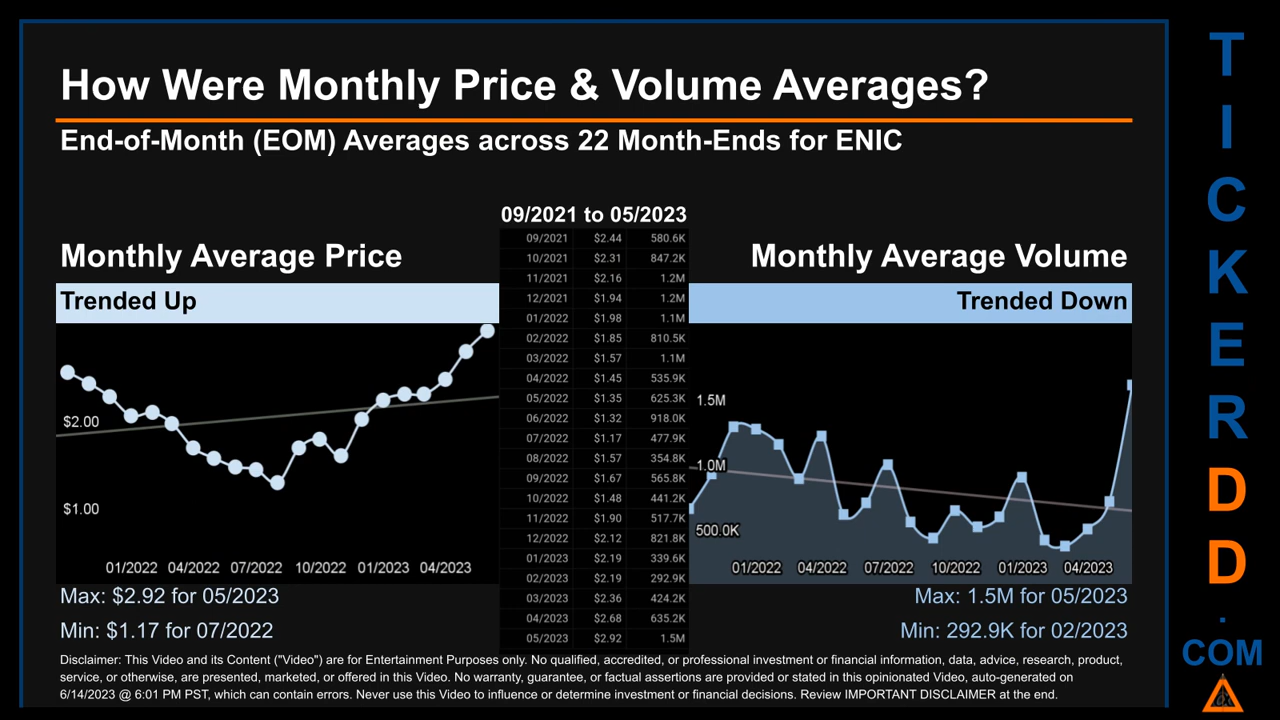 How Were Monthly Price & Volume Averages?
End-of-Month (EOM) Averages across 22 Month-Ends for ENIC
09/2021 to 05/2023
Monthly Average Price
Trended Up
$2.00
$1.00
01/2022 04/2022 07/2022 10/2022 01/2023 04/2023
Max: $2.92 for 05/2023
Min: $1.17 for 07/2022
09/2021 $2.44 580.6K
10/2021 $2.31 847.2K
11/2021 $2.16 1.2M
12/2021 $1.94 1.2M
01/2022 $1.98 1.1M
02/2022 $1.85 810.5K
03/2022 $1.57 1.1M
04/2022 $1.45 535.9K
05/2022 $1.35 625.3K
06/2022 $1.32 918.0K
07/2022 $1.17 477.9K
08/2022 $1.57 354.8K
09/2022 $1.67 565.8K
10/2022 $1.48 441.2K
11/2022 $1.90 517.7K
12/2022 $2.12 821.8K
01/2023 $2.19 339.6K
02/2023 $2.19 292.9K
03/2023 $2.36 424.2K
04/2023 $2.68 635.2K
05/2023 $2.92 1.5M
Monthly Average Volume
Trended Down
1.5M
1.0M
500.0K
01/2022 04/2022 07/2022 10/2022 01/2023 04/2023
Max: 1.5M for 05/2023
Min: 292.9K for 02/2023
Disclaimer: This Video and its Content ("Video") are for Entertainment Purposes only. No qualified, accredited, or professional investment or financial information, data, advice, research, product,
service, or otherwise, are presented, marketed, or offered in this Video. No warranty, guarantee, or factual assertions are provided or stated in this opinionated Video, auto-generated on
6/14/2023 @ 6:01 PM PST, which can contain errors. Never use this Video to influence or determine investment or financial decisions. Review IMPORTANT DISCLAIMER at the end.
T
I
C
K
E
R
D
D
.
COM